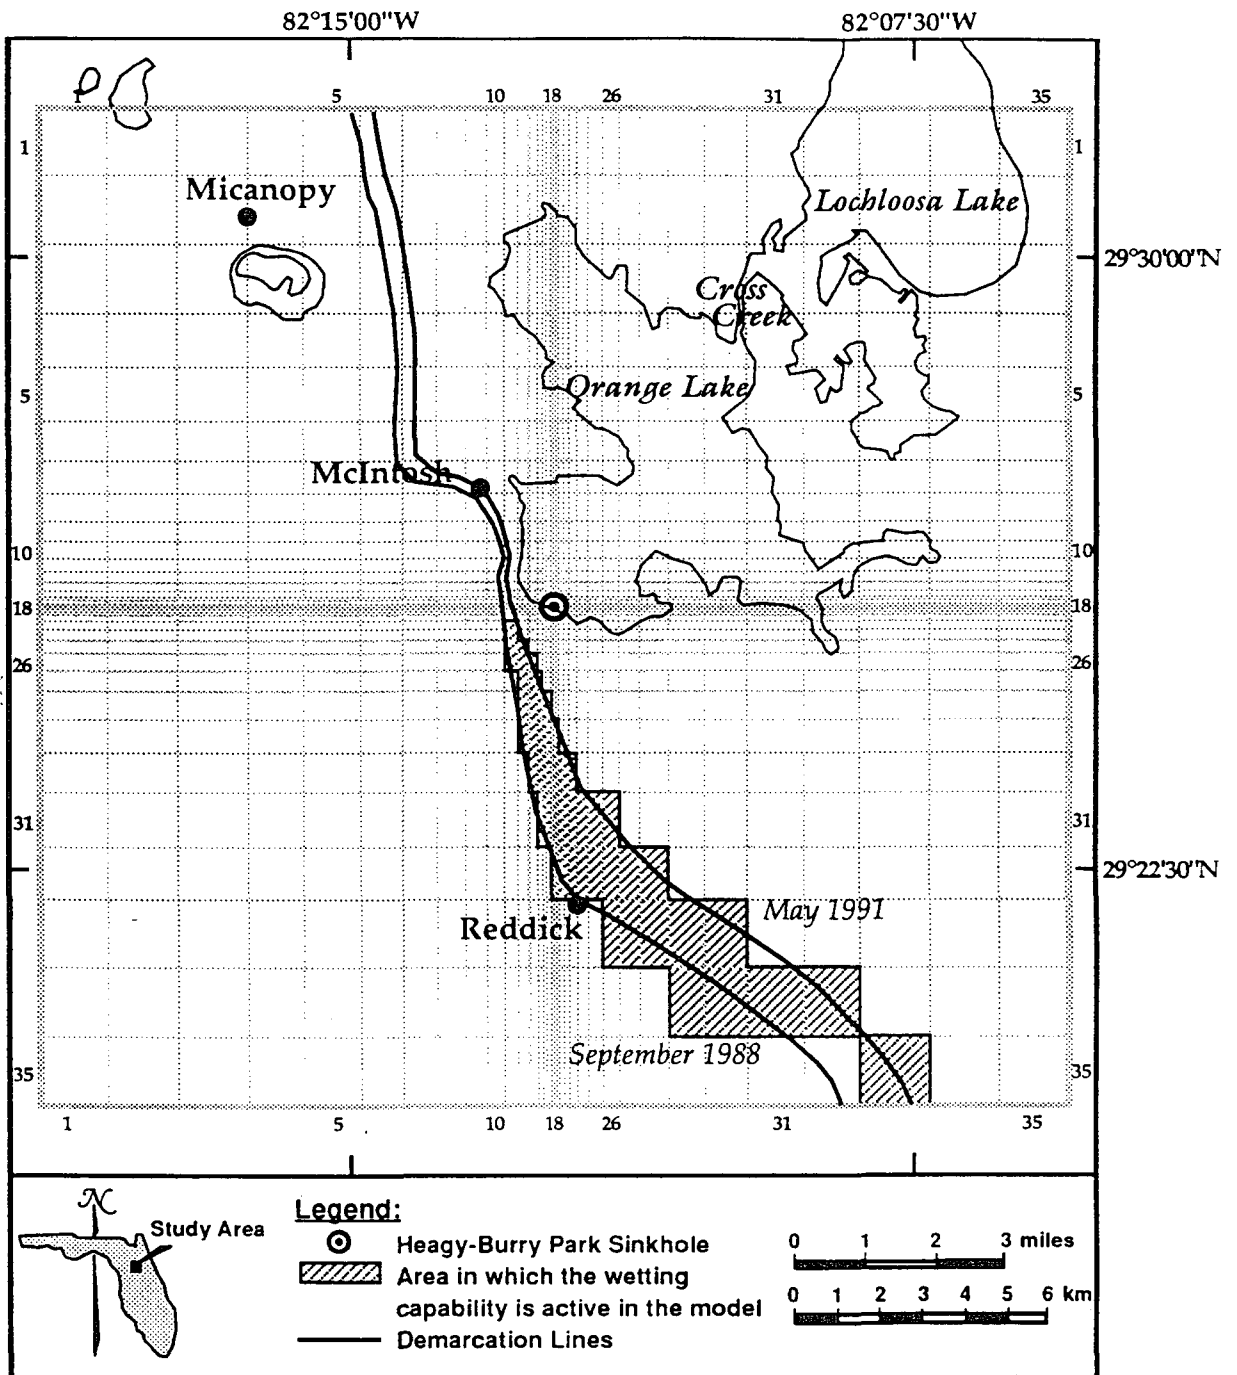 82°15'00"W 82°07'30"W
1 5 10 18 26 31 35
1 1
Micanopy
Lochloosa Lake
29°30'00"N
Cross
Creek
Orange Lake
5 5
McIntosh
10 10
18 18
26 26
31 31
29°22'30"N
May 1991
Reddick
September 1988
35 35
1 5 10 18 26 31 35
N
Study Area
Legend:
Heagy-Burry Park Sinkhole
Area in which the wetting
capability is active in the model
Demarcation Lines
0 1 2 3 miles
0 1 2 3 4 5 6 km